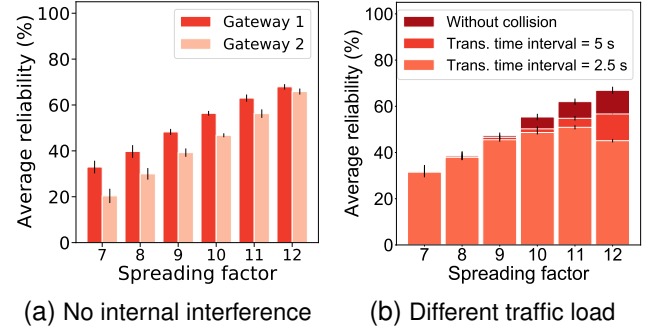 100
80
60
40
20
0
Average reliability (%)
Gateway 1
Gateway 2
7 8 9 10 11 12
Spreading factor
(a) No internal interference
100
80
60
40
20
0
Average reliability (%)
Without collision
Trans. time interval = 5 s
Trans. time interval = 2.5 s
7 8 9 10 11 12
Spreading factor
(b) Different traffic load